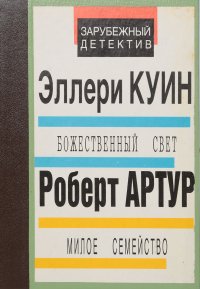 ЗАРУБЕЖНЫЙ
ДЕТЕКТИВ
Эллери КУИН
БОЖЕСТВЕННЫЙ СВЕТ
Роберт АРТУР
МИЛОЕ СЕМЕЙСТВО